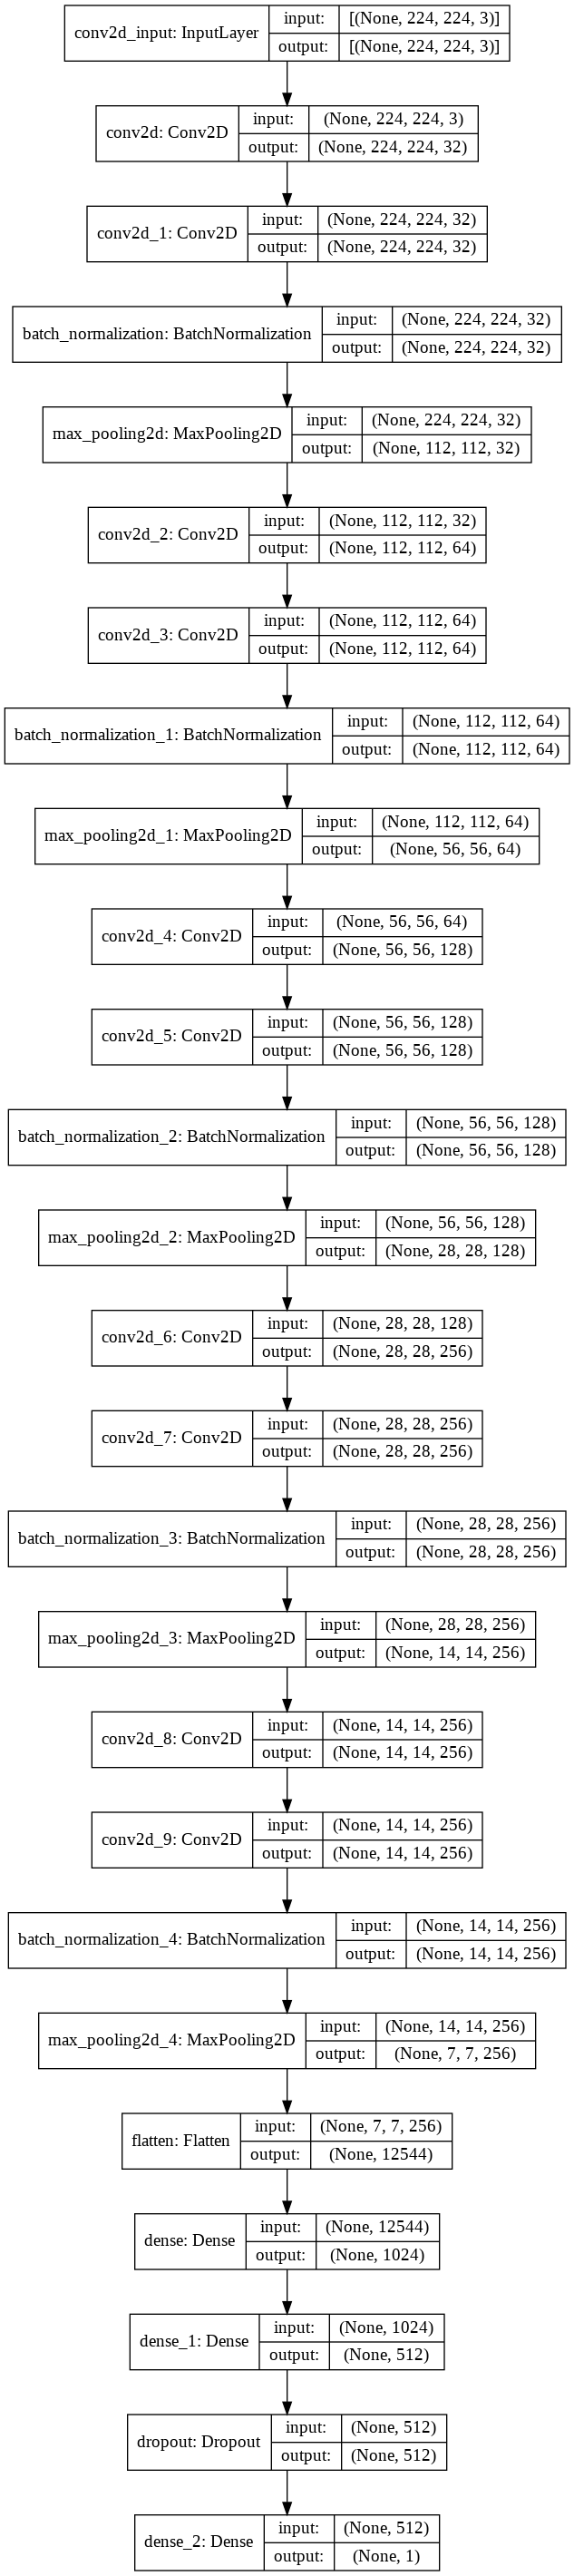 conv2d_input: InputLayer input: [(None, 224, 224, 3)]
output: [(None, 224, 224, 3)]
conv2d: Conv2D input: (None, 224, 224, 3)
output: (None, 224, 224, 32)
conv2d_1: Conv2D input: (None, 224, 224, 32)
output: (None, 224, 224, 32)
batch_normalization: BatchNormalization input: (None, 224, 224, 32)
output: (None, 224, 224, 32)
max_pooling2d: MaxPooling2D input: (None, 224, 224, 32)
output: (None, 112, 112, 32)
conv2d_2: Conv2D input: (None, 112, 112, 32)
output: (None, 112, 112, 64)
conv2d_3: Conv2D input: (None, 112, 112, 64)
output: (None, 112, 112, 64)
batch_normalization_1: BatchNormalization input: (None, 112, 112, 64)
output: (None, 112, 112, 64)
max_pooling2d_1: MaxPooling2D input: (None, 112, 112, 64)
output: (None, 56, 56, 64)
conv2d_4: Conv2D input: (None, 56, 56, 64)
output: (None, 56, 56, 128)
conv2d_5: Conv2D input: (None, 56, 56, 128)
output: (None, 56, 56, 128)
batch_normalization_2: BatchNormalization input: (None, 56, 56, 128)
output: (None, 56, 56, 128)
max_pooling2d_2: MaxPooling2D input: (None, 56, 56, 128)
output: (None, 28, 28, 128)
conv2d_6: Conv2D input: (None, 28, 28, 128)
output: (None, 28, 28, 256)
conv2d_7: Conv2D input: (None, 28, 28, 256)
output: (None, 28, 28, 256)
batch_normalization_3: BatchNormalization input: (None, 28, 28, 256)
output: (None, 28, 28, 256)
max_pooling2d_3: MaxPooling2D input: (None, 28, 28, 256)
output: (None, 14, 14, 256)
conv2d_8: Conv2D input: (None, 14, 14, 256)
output: (None, 14, 14, 256)
conv2d_9: Conv2D input: (None, 14, 14, 256)
output: (None, 14, 14, 256)
batch_normalization_4: BatchNormalization input: (None, 14, 14, 256)
output: (None, 14, 14, 256)
max_pooling2d_4: MaxPooling2D input: (None, 14, 14, 256)
output: (None, 7, 7, 256)
flatten: Flatten input: (None, 7, 7, 256)
output: (None, 12544)
dense: Dense input: (None, 12544)
output: (None, 1024)
dense_1: Dense input: (None, 1024)
output: (None, 512)
dropout: Dropout input: (None, 512)
output: (None, 512)
dense_2: Dense input: (None, 512)
output: (None, 1)